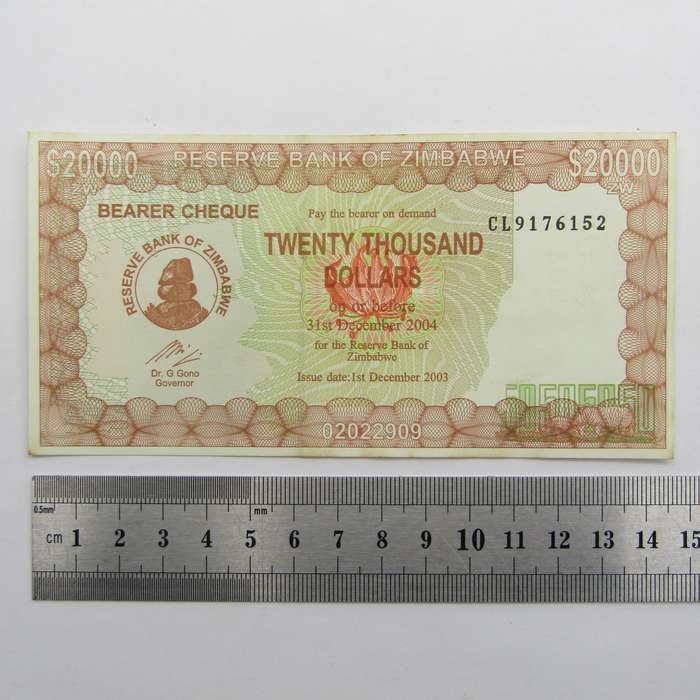 $20000 RESERVE BANK OF ZIMBABWE $20000
ZW ZW
BEARER CHEQUE
Pay the bearer on demand
CL9176152
TWENTY THOUSAND
DOLLARS
on or before
31st December 2004
for the Reserve Bank of
Zimbabwe
Issue date:1st December 2003
RESERVE BANK OF ZIMBABWE
Dr. G Gono
Governor
02022909
0.5mm mm
cm 1 2 3 4 5 6 7 8 9 10 11 12 13 14 15